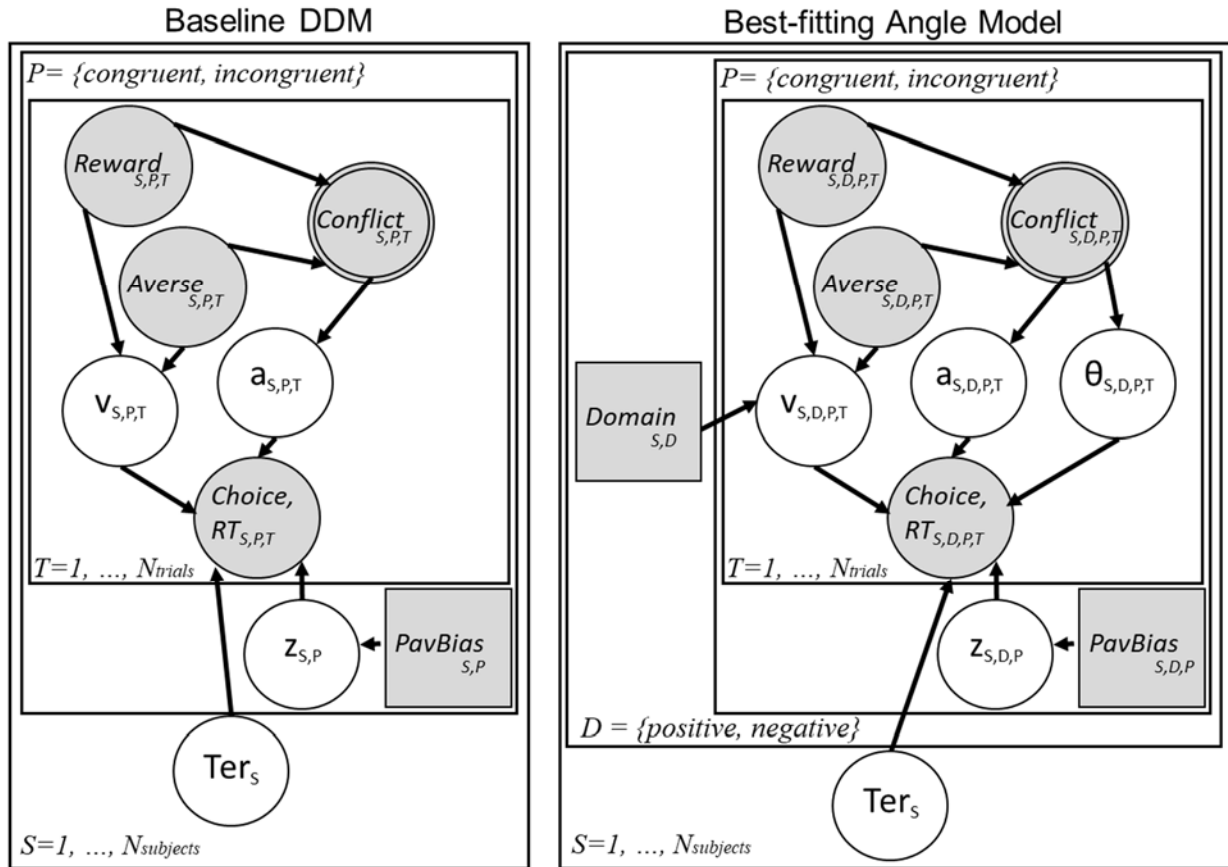 Baseline DDM
P= {congruent, incongruent}
Reward
S,P,T
Conflict
S,P,T
Averse
S,P,T
vS,P,T
aS,P,T
Choice,
RTS,P,T
T=1, ..., Ntrials
zS,P
PavBias
S,P
TerS
S=1, ..., Nsubjects
Best-fitting Angle Model
P= {congruent, incongruent}
Reward
S,D,P,T
Conflict
S,D,P,T
Averse
S,D,P,T
Domain
S,D
vS,D,P,T
aS,D,P,T
θS,D,P,T
Choice,
RTS,D,P,T
T=1, ..., Ntrials
zS,D,P
PavBias
S,D,P
D = {positive, negative}
TerS
S=1, ..., Nsubjects